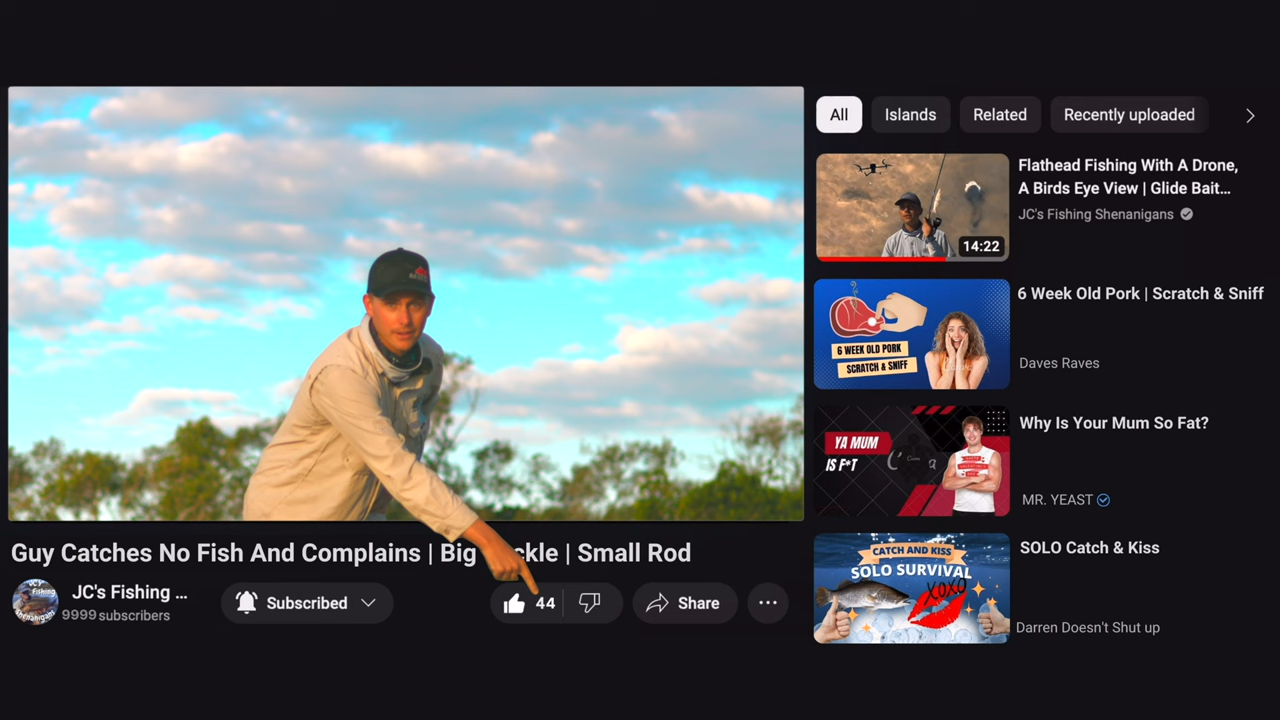 All
Islands
Related
Recently uploaded
Flathead Fishing With A Drone,
A Birds Eye View | Glide Bait...
JC's Fishing Shenanigans
14:22
6 WEEK OLD PORK
SCRATCH & SNIFF
6 Week Old Pork | Scratch & Sniff
Daves Raves
YA MUM
IS F*T
Why Is Your Mum So Fat?
MR. YEAST
CATCH AND KISS
SOLO SURVIVAL
XOXO
SOLO Catch & Kiss
Darren Doesn't Shut up
Guy Catches No Fish And Complains | Big ckle | Small Rod
JC's Fishing ...
9999 subscribers
Subscribed
44
Share